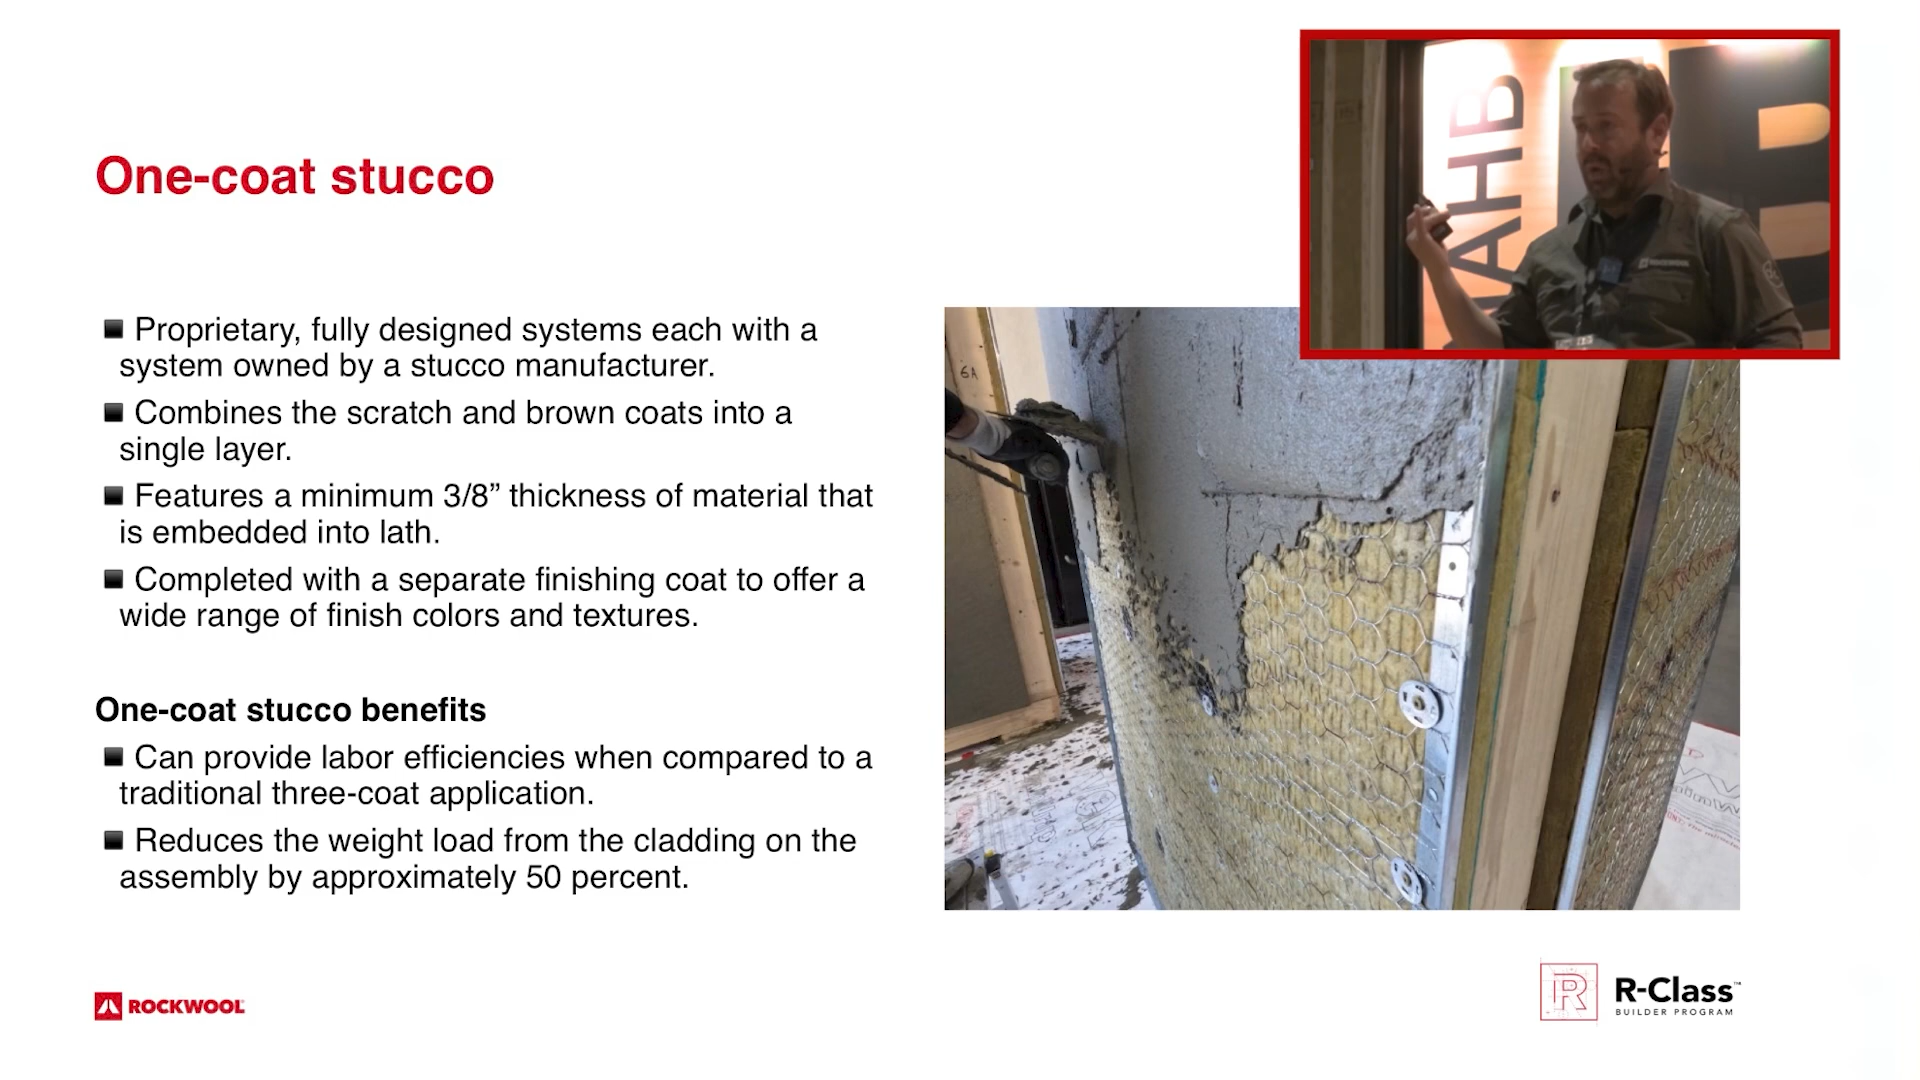 One-coat stucco
Proprietary, fully designed systems each with a
system owned by a stucco manufacturer.
Combines the scratch and brown coats into a
single layer.
Features a minimum 3/8” thickness of material that
is embedded into lath.
Completed with a separate finishing coat to offer a
wide range of finish colors and textures.
One-coat stucco benefits
Can provide labor efficiencies when compared to a
traditional three-coat application.
Reduces the weight load from the cladding on the
assembly by approximately 50 percent.
AHB
ROCKWOOL
6A
ROCKWOOL
R
R-Class™
BUILDER PROGRAM